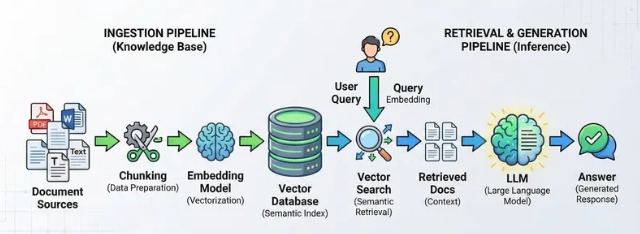 INGESTION PIPELINE
(Knowledge Base)
RETRIEVAL & GENERATION
PIPELINE (Inference)
?
User
Query
Query
Embedding
PDF
W
Text
T
Document
Sources
Chunking
(Data Preparation)
Embedding
Model
(Vectorization)
Vector
Database
(Semantic Index)
Vector
Search
(Semantic
Retrieval)
Retrieved
Docs
(Context)
LLM
(Large Language
Model)
Answer
(Generated
Response)